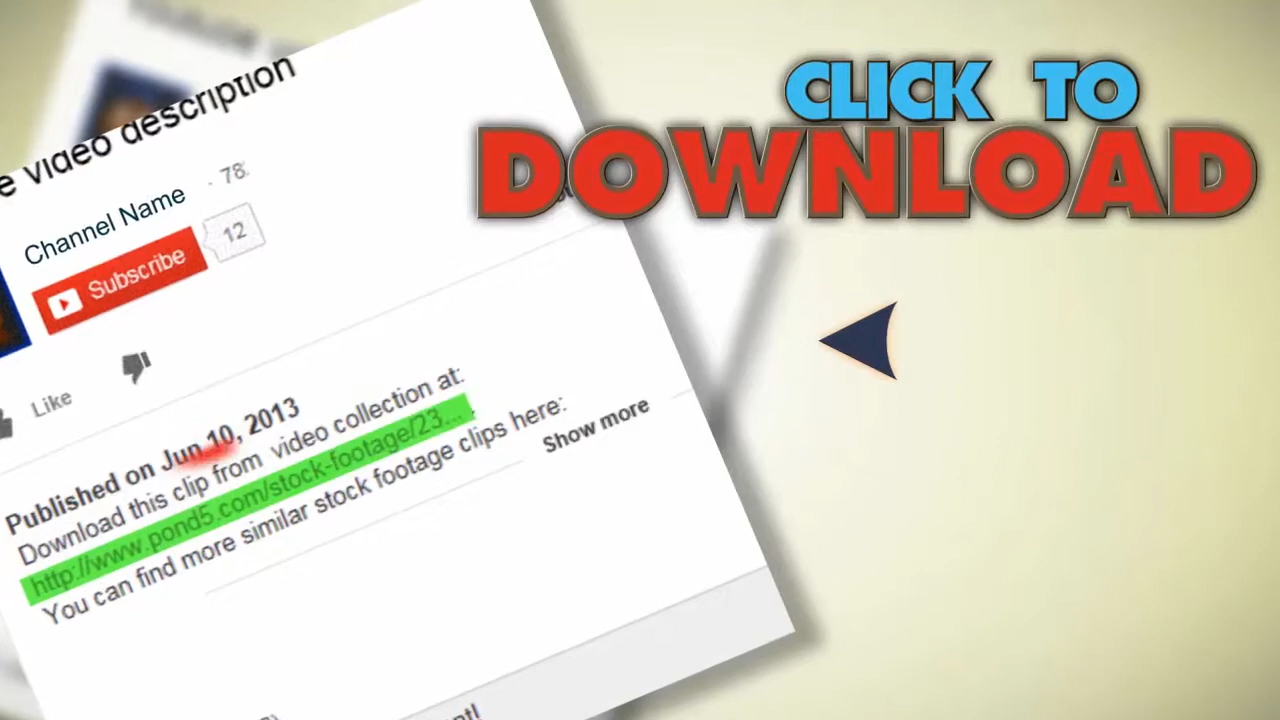 CLICK TO
DOWNLOAD
e video description
Channel Name
· 78
Subscribe
12
Like
Published on Jun 10, 2013
Download this clip from video collection at:
http://www.pond5.com/stock-footage/23...
You can find more similar stock footage clips here:
Show more